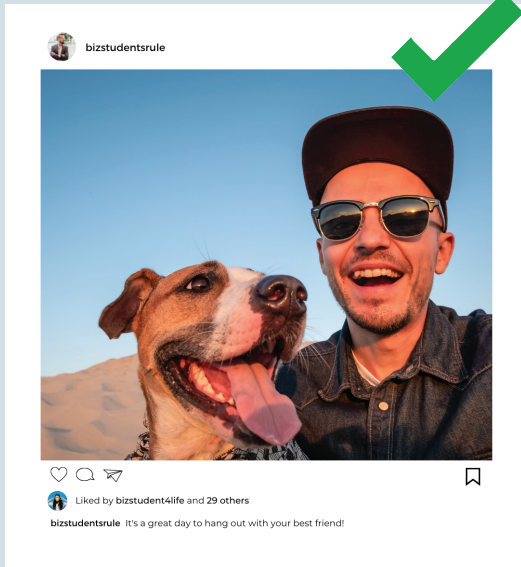 bizstudentsrule
Liked by bizstudent4life and 29 others
bizstudentsrule It's a great day to hang out with your best friend!